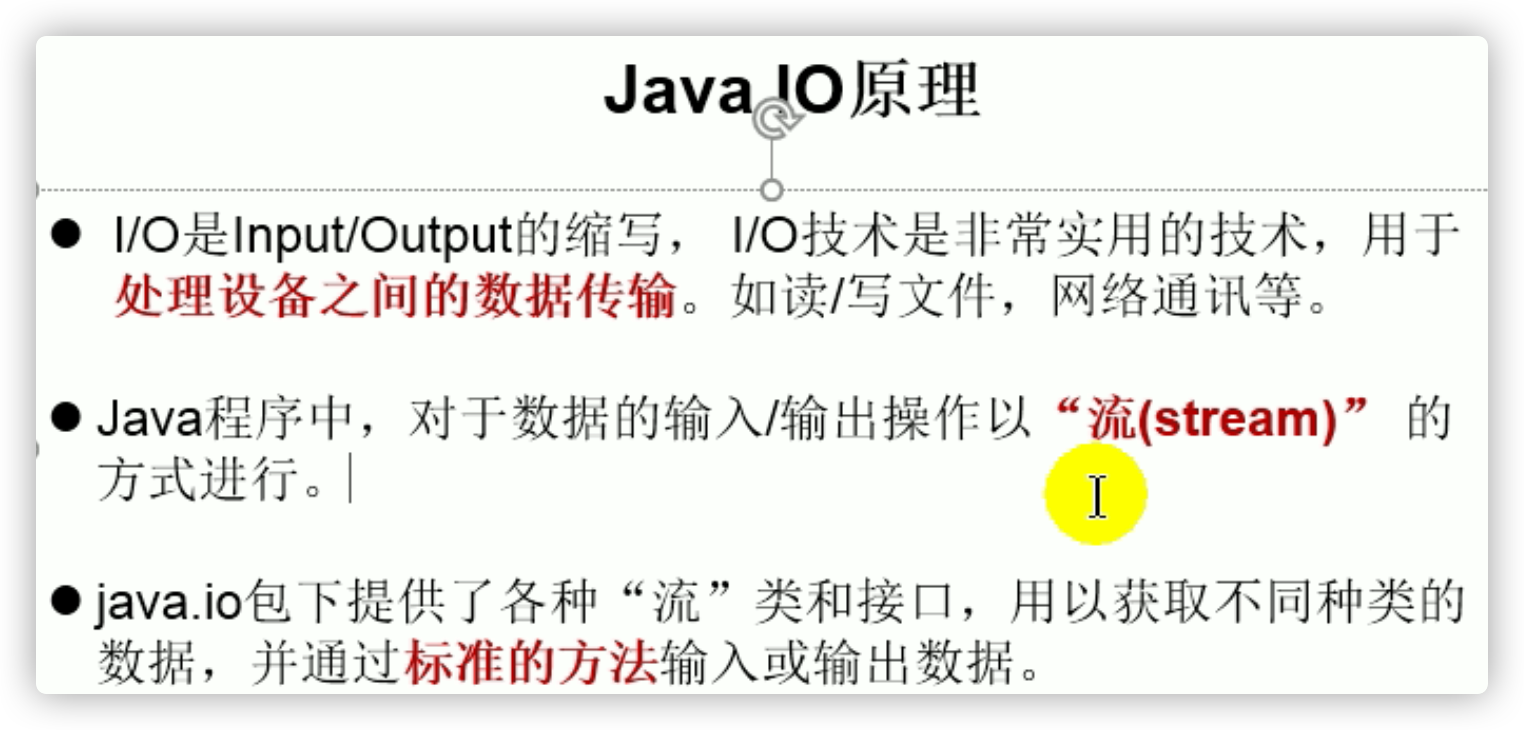 Java IO原理
● I/O是Input/Output的缩写， I/O技术是非常实用的技术，用于
处理设备之间的数据传输。如读/写文件，网络通讯等。
● Java程序中，对于数据的输入/输出操作以“流(stream)” 的
方式进行。
● java.io包下提供了各种“流”类和接口，用以获取不同种类的
数据，并通过标准的方法输入或输出数据。